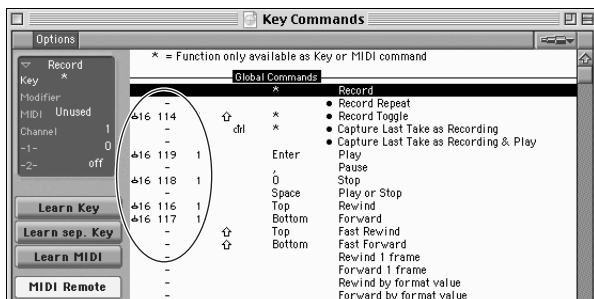 Key Commands
Options
* = Function only available as Key or MIDI command
Global Commands
Record
Key *
Modifier
MIDI Unused
Channel 1
-1- 0
-2- off
Learn Key
Learn sep. Key
Learn MIDI
MIDI Remote
* Record
- • Record Repeat
16 114 ⇧ * • Record Toggle
- ctrl * • Capture Last Take as Recording
- • Capture Last Take as Recording & Play
16 119 1 Enter Play
- , Pause
16 118 1 0 Stop
- Space Play or Stop
16 116 1 Top Rewind
16 117 1 Bottom Forward
- ⇧ Top Fast Rewind
- ⇧ Bottom Fast Forward
- Rewind 1 frame
- Forward 1 frame
- Rewind by format value
- Forward by format value